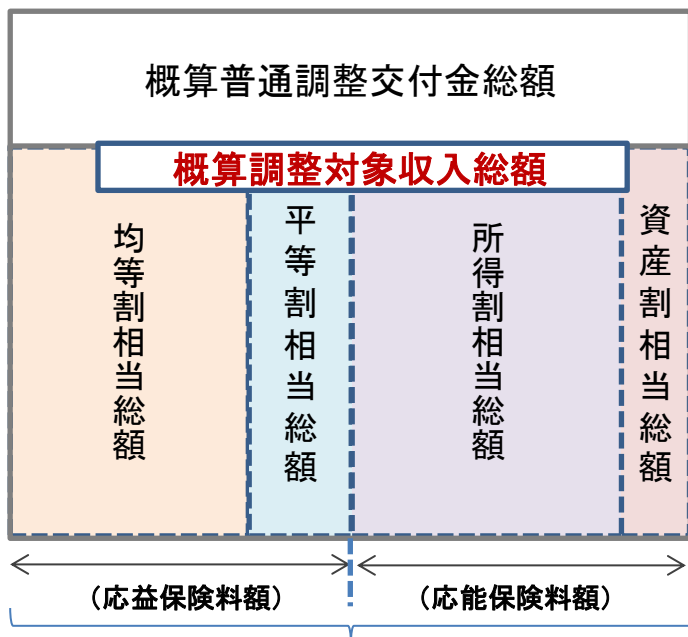 概算普通調整交付金総額
概算調整対象収入総額
均等割相当総額
平等割相当総額
所得割相当総額
資産割相当総額
（応益保険料額）
（応能保険料額）